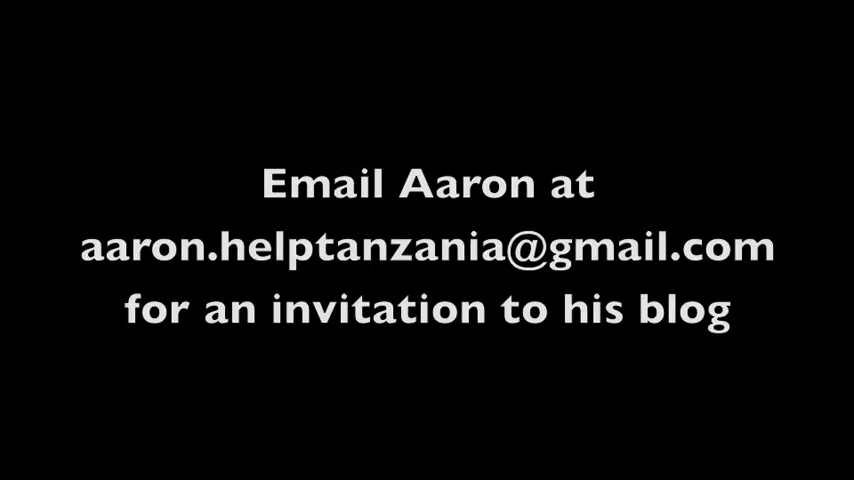 Email Aaron at
aaron.helptanzania@gmail.com
for an invitation to his blog